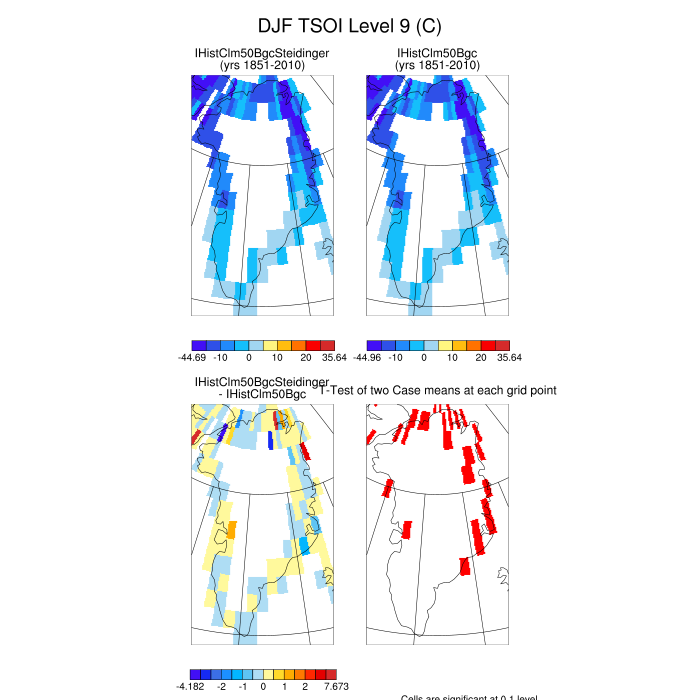 DJF TSOI Level 9 (C)
IHistClm50BgcSteidinger
(yrs 1851-2010)
IHistClm50Bgc
(yrs 1851-2010)
-44.69 -10 0 10 20 35.64
-44.96 -10 0 10 20 35.64
IHistClm50BgcSteidinger
- IHistClm50Bgc
T-Test of two Case means at each grid point
-4.182 -2 -1 0 1 2 7.673
Cells are significant at 0.1 level